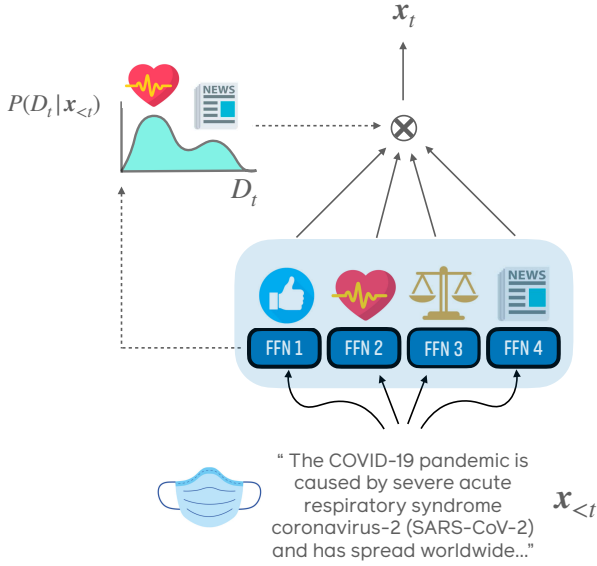 x_t
NEWS
P(D_t|x_{<t})
D_t
NEWS
FFN 1 FFN 2 FFN 3 FFN 4
“ The COVID-19 pandemic is
caused by severe acute
respiratory syndrome
coronavirus-2 (SARS-CoV-2)
and has spread worldwide...”
x_{<t}